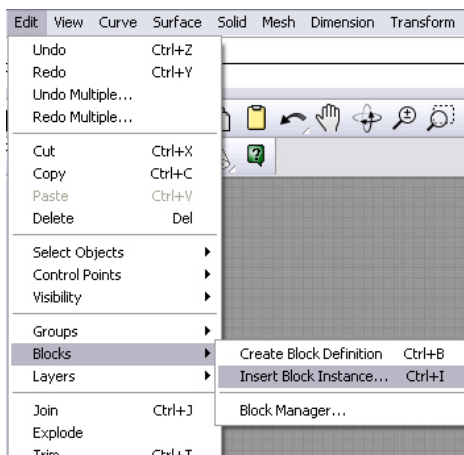 Edit View Curve Surface Solid Mesh Dimension Transform
Undo Ctrl+Z
Redo Ctrl+Y
Undo Multiple...
Redo Multiple...
Cut Ctrl+X
Copy Ctrl+C
Paste Ctrl+V
Delete Del
Select Objects
Control Points
Visibility
Groups
Blocks
Layers
Join Ctrl+J
Explode
Trim Ctrl+T
Create Block Definition Ctrl+B
Insert Block Instance... Ctrl+I
Block Manager...